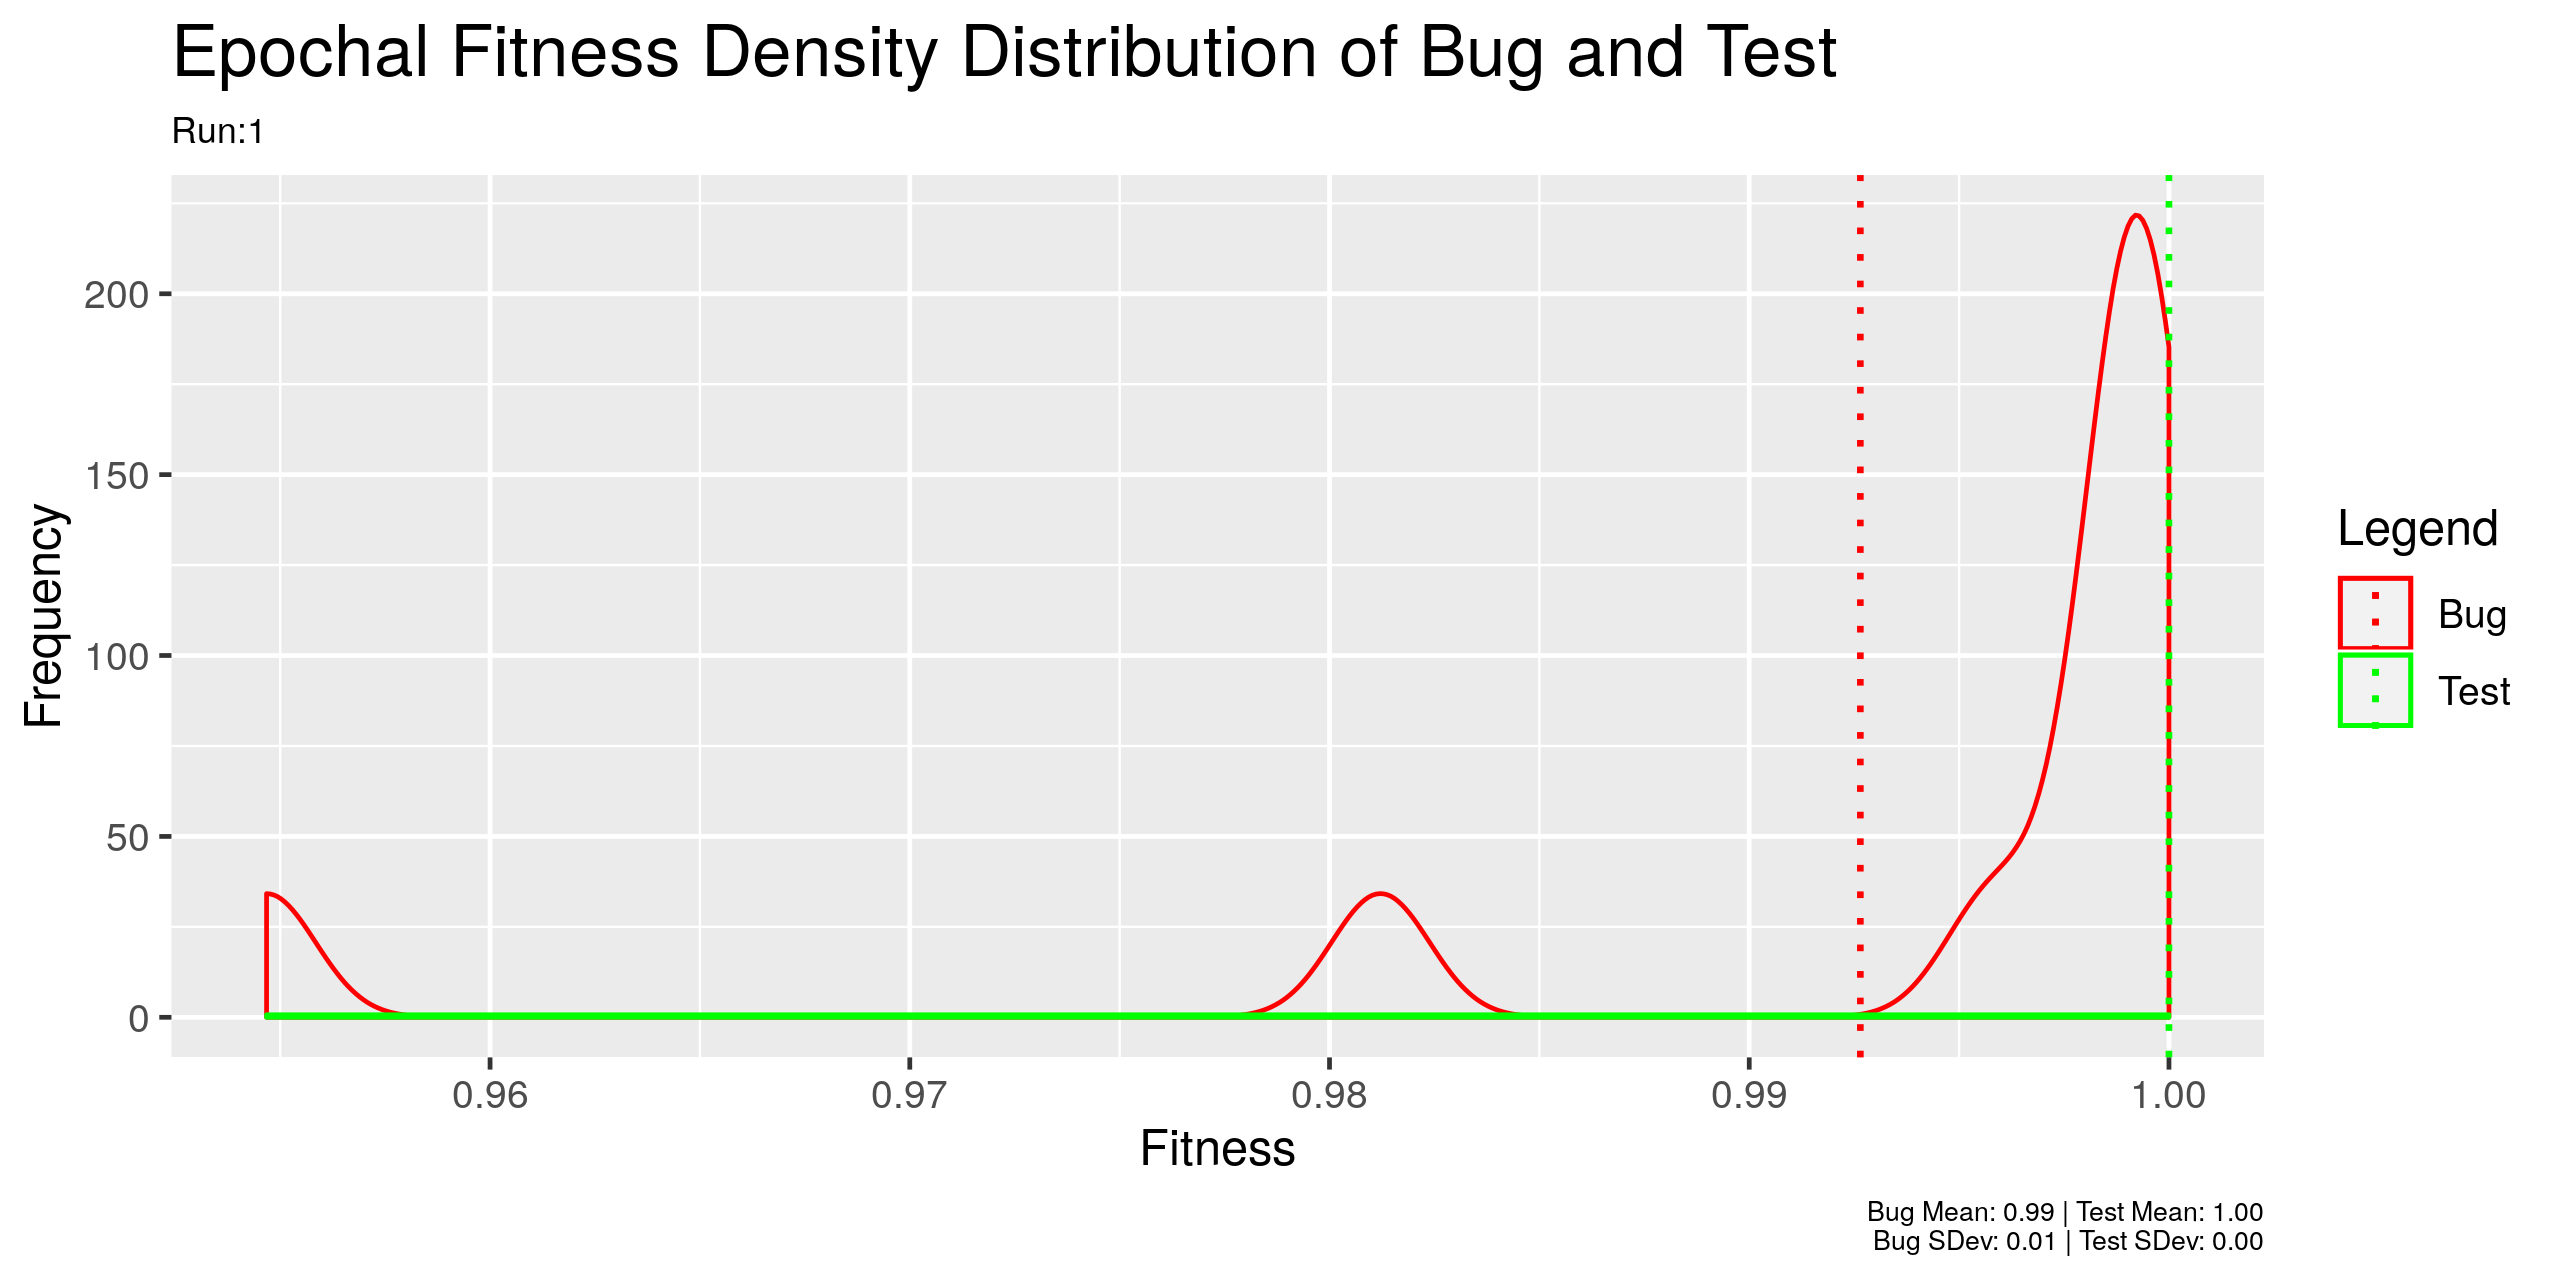 Epochal Fitness Density Distribution of Bug and Test
Run:1
Frequency
200
150
100
50
0
0.96
0.97
0.98
0.99
1.00
Fitness
Legend
Bug
Test
Bug Mean: 0.99 | Test Mean: 1.00
Bug SDev: 0.01 | Test SDev: 0.00